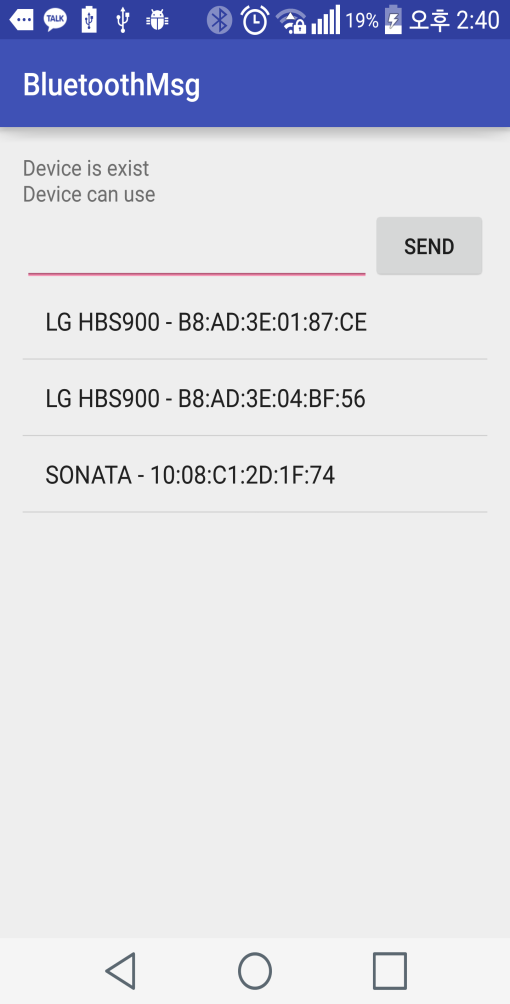 TALK
19%
오후 2:40
BluetoothMsg
Device is exist
Device can use
SEND
LG HBS900 - B8:AD:3E:01:87:CE
LG HBS900 - B8:AD:3E:04:BF:56
SONATA - 10:08:C1:2D:1F:74